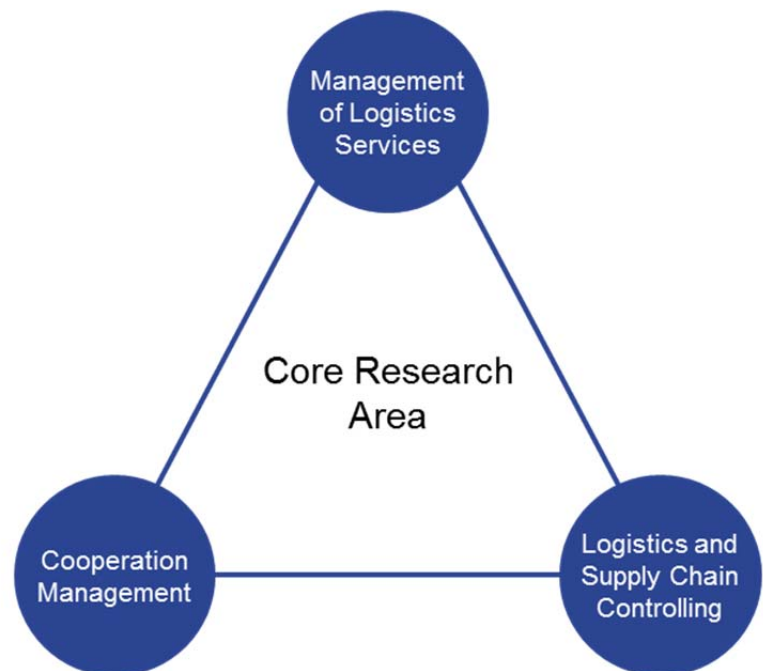 Management
of Logistics
Services
Core Research
Area
Cooperation
Management
Logistics and
Supply Chain
Controlling